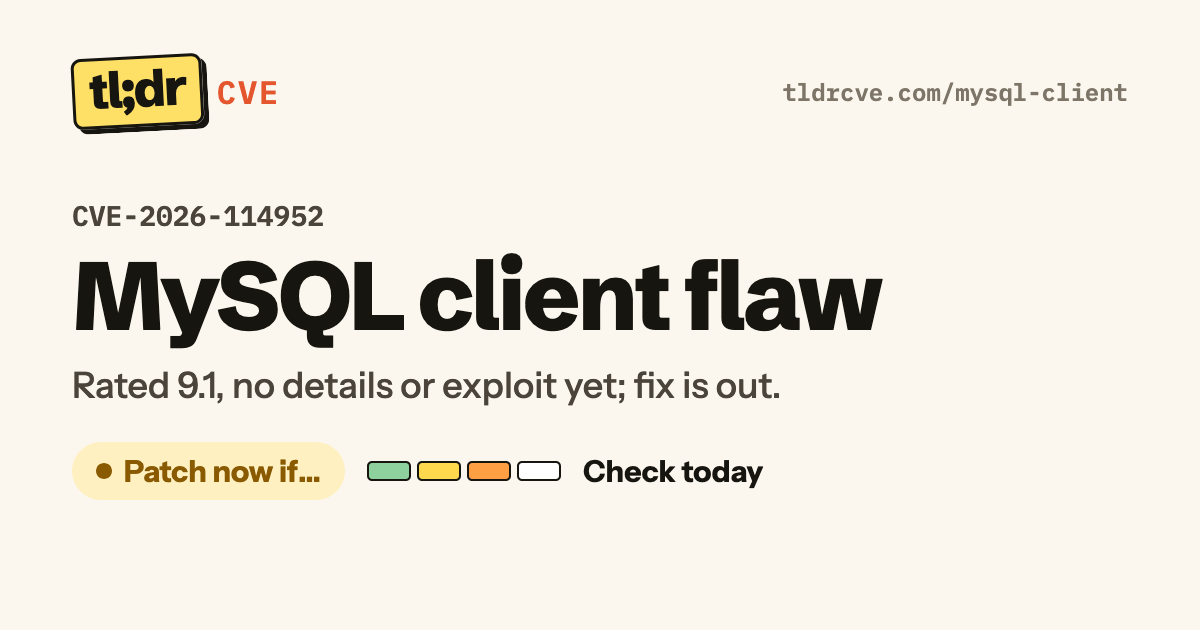 tl;dr CVE
tldrcve.com/mysql-client
CVE-2026-114952
MySQL client flaw
Rated 9.1, no details or exploit yet; fix is out.
Patch now if... Check today